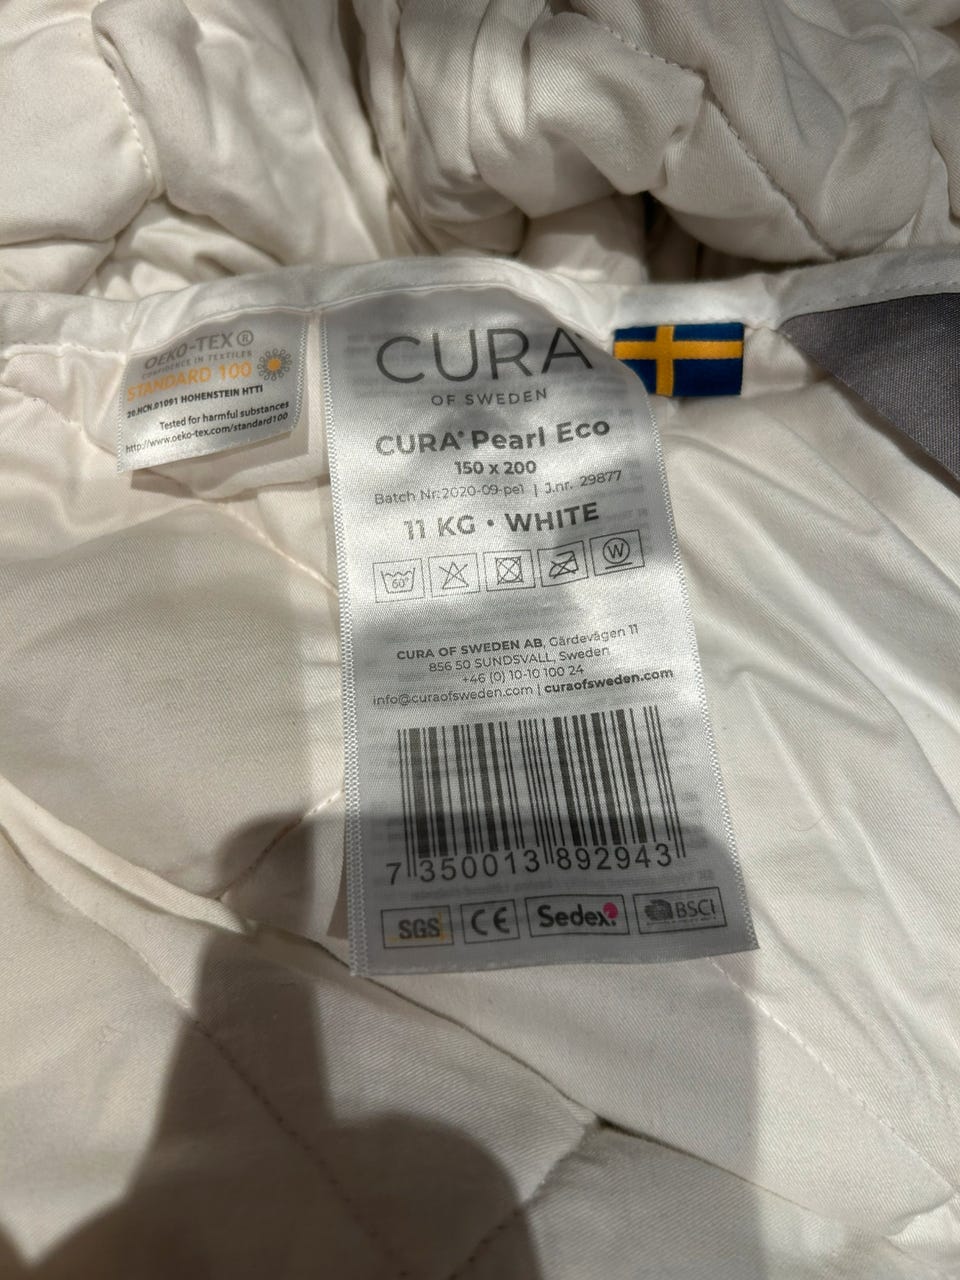 OEKO-TEX®
CONFIDENCE IN TEXTILES
STANDARD 100
20.HCN.01091 HOHENSTEIN HTTI
Tested for harmful substances
http://www.oeko-tex.com/standard100
CURA®
OF SWEDEN
CURA® Pearl Eco
150 x 200
Batch Nr:2020-09-pe1 | J.nr. 29877
11 KG • WHITE
60°
W
CURA OF SWEDEN AB, Gärdevägen 11
856 50 SUNDSVALL, Sweden
+46 (0) 10-10 100 24
info@curaofsweden.com | curaofsweden.com
7 350013 892943
SGS CE Sedex BSCI